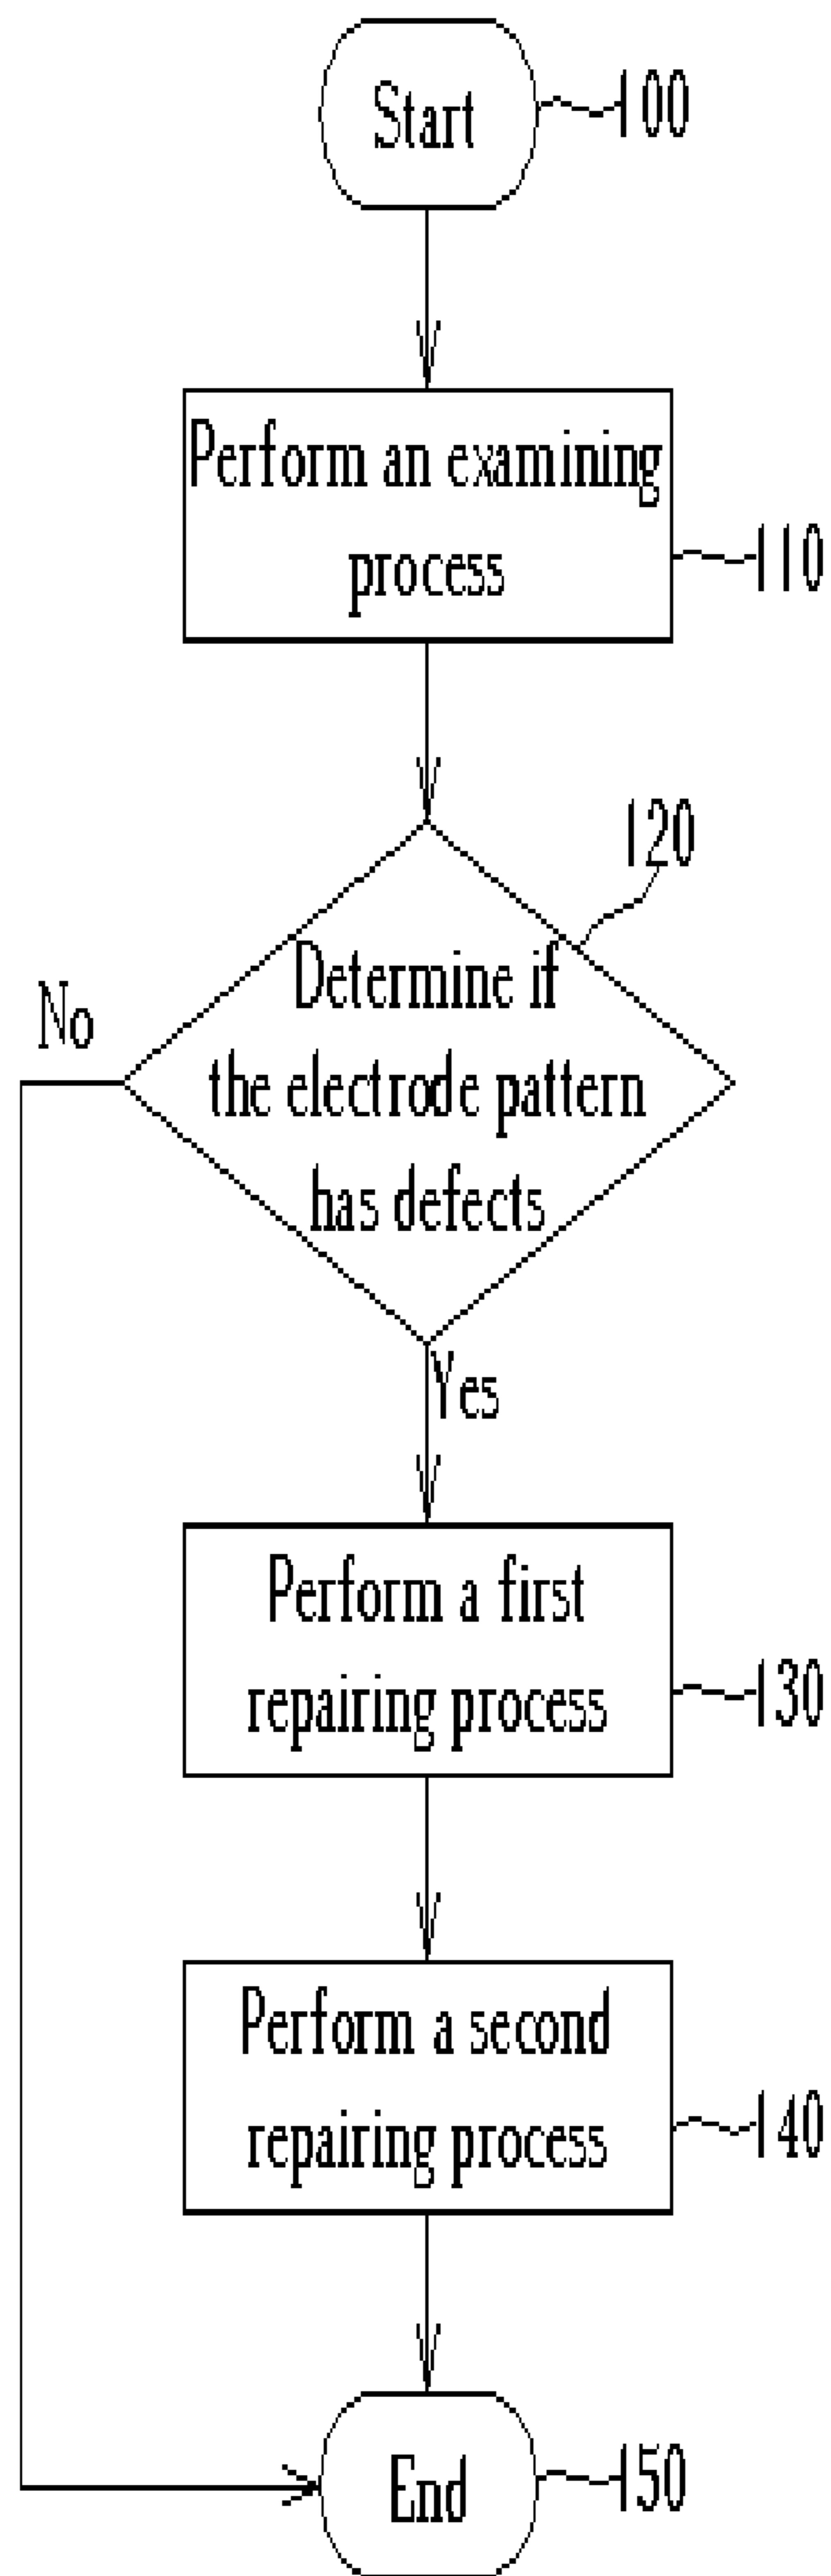 Start
100
Perform an examining
process
110
120
Determine if
the electrode pattern
has defects
No
Yes
Perform a first
repairing process
130
Perform a second
repairing process
140
End
150